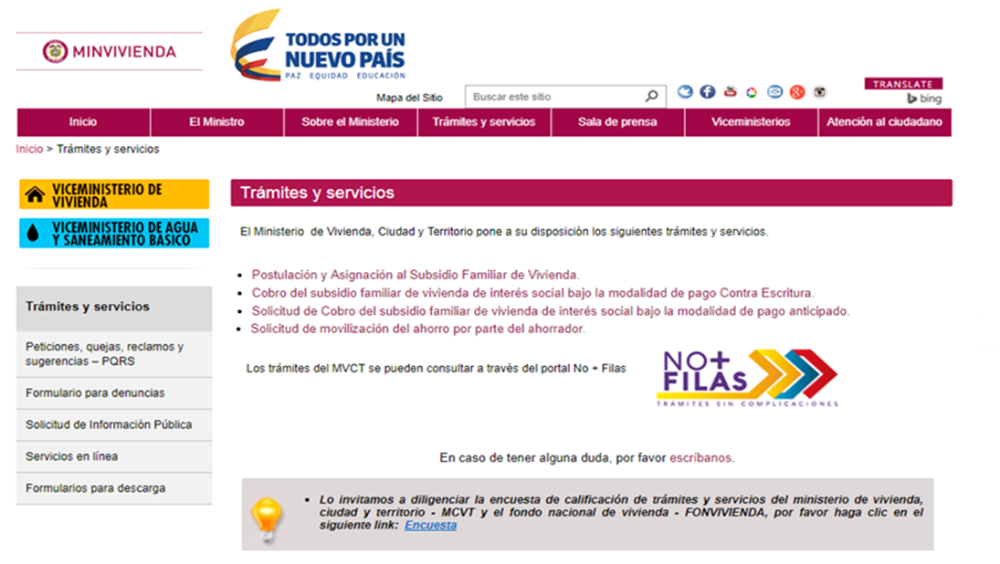 MINVIVIENDA
TODOS POR UN
NUEVO PAÍS
PAZ EQUIDAD EDUCACIÓN
Mapa del Sitio
Buscar este sitio
TRANSLATE
bing
Inicio
El Ministro
Sobre el Ministerio
Trámites y servicios
Sala de prensa
Viceministerios
Atención al ciudadano
Inicio > Trámites y servicios
VICEMINISTERIO DE
VIVIENDA
VICEMINISTERIO DE AGUA
Y SANEAMIENTO BÁSICO
Trámites y servicios
Peticiones, quejas, reclamos y
sugerencias – PQRS
Formulario para denuncias
Solicitud de Información Pública
Servicios en línea
Formularios para descarga
Trámites y servicios
El Ministerio de Vivienda, Ciudad y Territorio pone a su disposición los siguientes trámites y servicios.
• Postulación y Asignación al Subsidio Familiar de Vivienda.
• Cobro del subsidio familiar de vivienda de interés social bajo la modalidad de pago Contra Escritura.
• Solicitud de Cobro del subsidio familiar de vivienda de interés social bajo la modalidad de pago anticipado.
• Solicitud de movilización del ahorro por parte del ahorrador.
Los trámites del MVCT se pueden consultar a través del portal No + Filas
NO+
FILAS
TRÁMITES SIN COMPLICACIONES
En caso de tener alguna duda, por favor escríbanos.
• Lo invitamos a diligenciar la encuesta de calificación de trámites y servicios del ministerio de vivienda,
ciudad y territorio - MCVT y el fondo nacional de vivienda - FONVIVIENDA, por favor haga clic en el
siguiente link: Encuesta